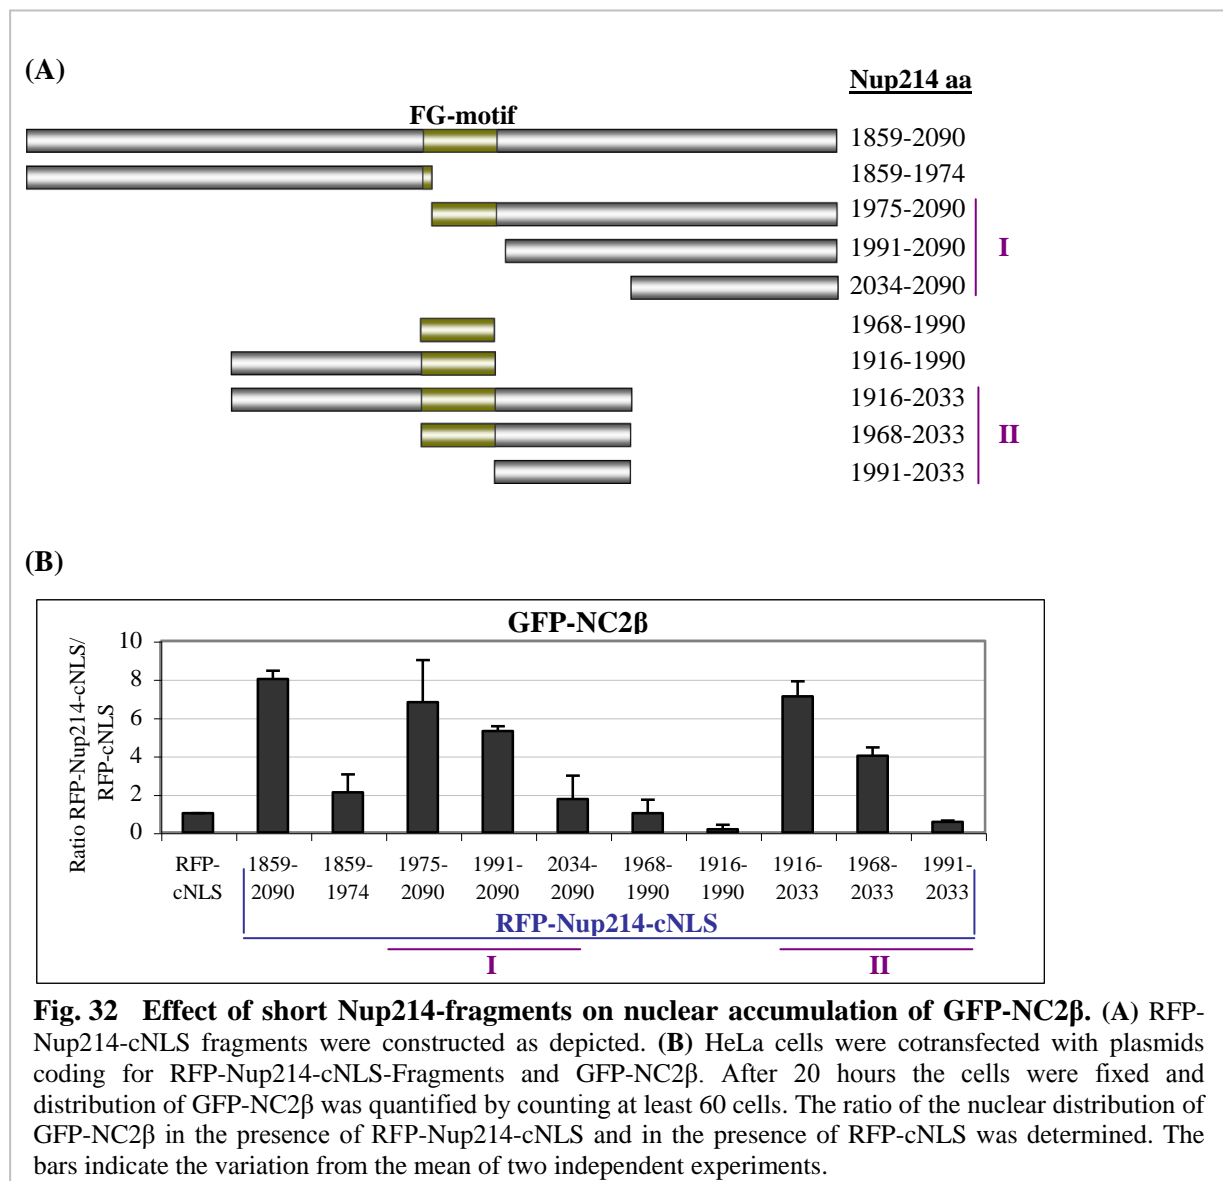 (A)
Nup214 aa
FG-motif
1859-2090
1859-1974
1975-2090
1991-2090
I
2034-2090
1968-1990
1916-1990
1916-2033
1968-2033
II
1991-2033
(B)
GFP-NC2β
Ratio RFP-Nup214-cNLS/
RFP-cNLS
10
8
6
4
2
0
RFP-
cNLS
1859-
2090
1859-
1974
1975-
2090
1991-
2090
2034-
2090
1968-
1990
1916-
1990
1916-
2033
1968-
2033
1991-
2033
RFP-Nup214-cNLS
I
II
Fig. 32 Effect of short Nup214-fragments on nuclear accumulation of GFP-NC2β. (A) RFP-
Nup214-cNLS fragments were constructed as depicted. (B) HeLa cells were cotransfected with plasmids
coding for RFP-Nup214-cNLS-Fragments and GFP-NC2β. After 20 hours the cells were fixed and
distribution of GFP-NC2β was quantified by counting at least 60 cells. The ratio of the nuclear distribution of
GFP-NC2β in the presence of RFP-Nup214-cNLS and in the presence of RFP-cNLS was determined. The
bars indicate the variation from the mean of two independent experiments.